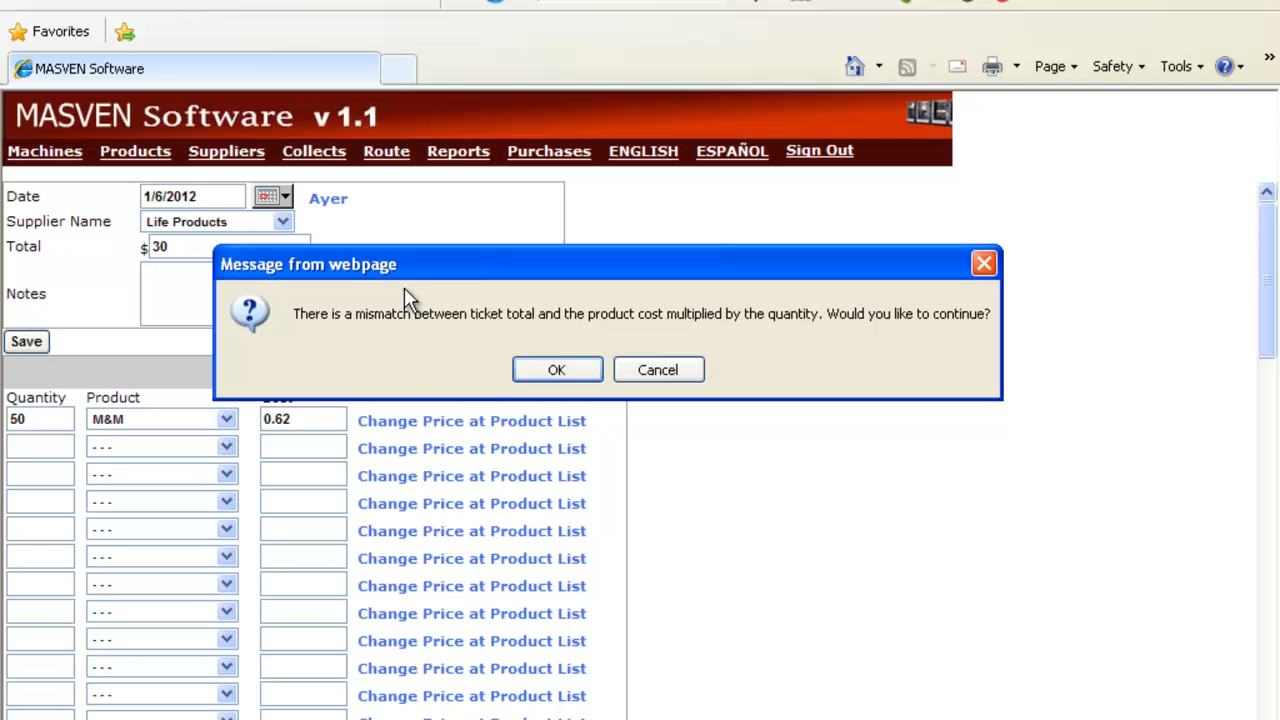 Favorites
MASVEN Software
Page
Safety
Tools
»
MASVEN Software v 1.1
Machines Products Suppliers Collects Route Reports Purchases ENGLISH ESPAÑOL Sign Out
Date 1/6/2012 Ayer
Supplier Name Life Products
Total $ 30
Message from webpage
Notes
There is a mismatch between ticket total and the product cost multiplied by the quantity. Would you like to continue?
Save
OK Cancel
Quantity Product
50 M&M 0.62 Change Price at Product List
--- Change Price at Product List
--- Change Price at Product List
--- Change Price at Product List
--- Change Price at Product List
--- Change Price at Product List
--- Change Price at Product List
--- Change Price at Product List
--- Change Price at Product List
--- Change Price at Product List
--- Change Price at Product List